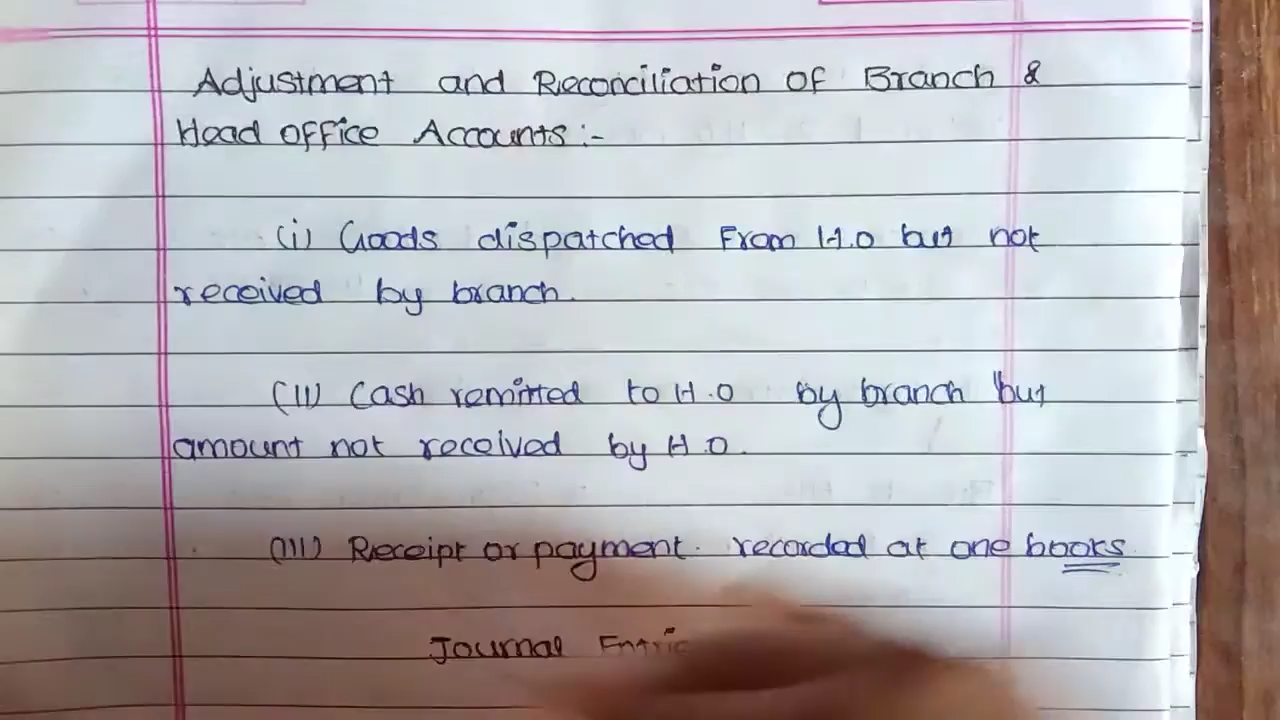 Adjustment and Reconciliation of Branch &
Head office Accounts :-
(i) Goods dispatched From H.O but not
received by branch.
(II) Cash remitted to H.O by branch but
amount not received by H.O.
(III) Receipt or payment. recorded at one books
Journal